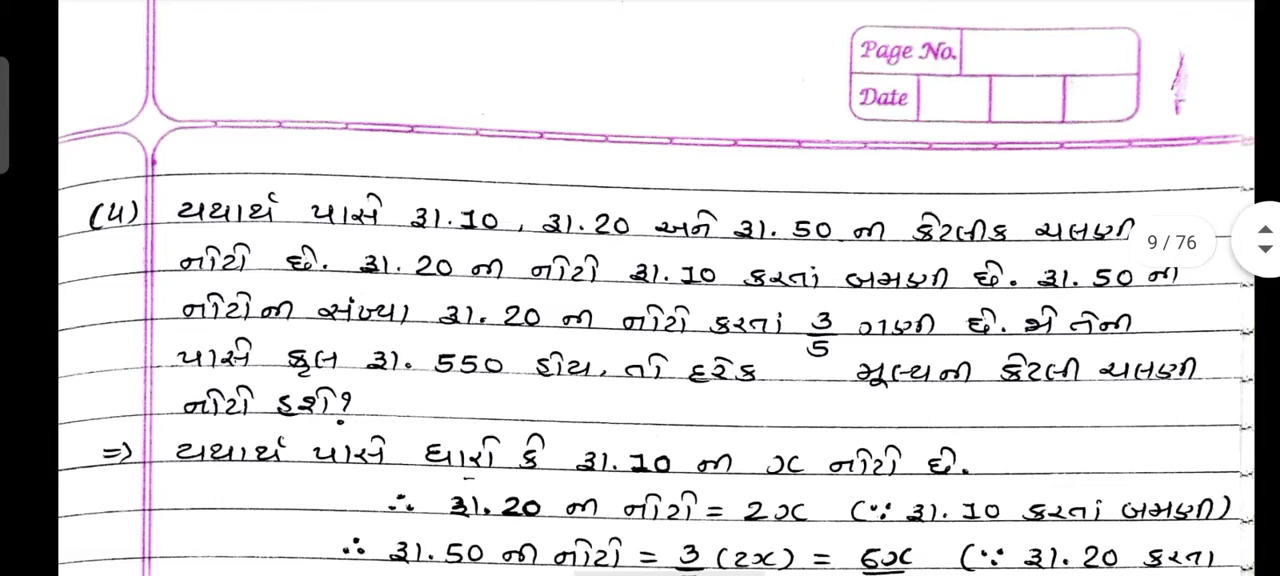 Page No.
Date
(૫) યથાર્થ પાસે રૂા.10, રૂા.20 અને રૂા. 50 ની કેટલીક ચલણી
9 / 76
નોટો છે. રૂા. 20 ની નોટો રૂા. 10 કરતાં બમણી છે. રૂા. 50 ની
નોટોની સંખ્યા રૂા. 20 ની નોટો કરતાં 3/5 ગણી છે. જો તેની
પાસે કુલ રૂા. 550 હોય, તો દરેક મૂલ્યની કેટલી ચલણી
નોટો હશે?
=> યથાર્થ પાસે ધારો કે રૂા.10 ની x નોટો છે.
∴ રૂા.20 ની નોટો = 2x (∵ રૂા. 10 કરતાં બમણી)
∴ રૂા.50 ની નોટો = 3 (2x) = 6x (∵ રૂા. 20 કરતા